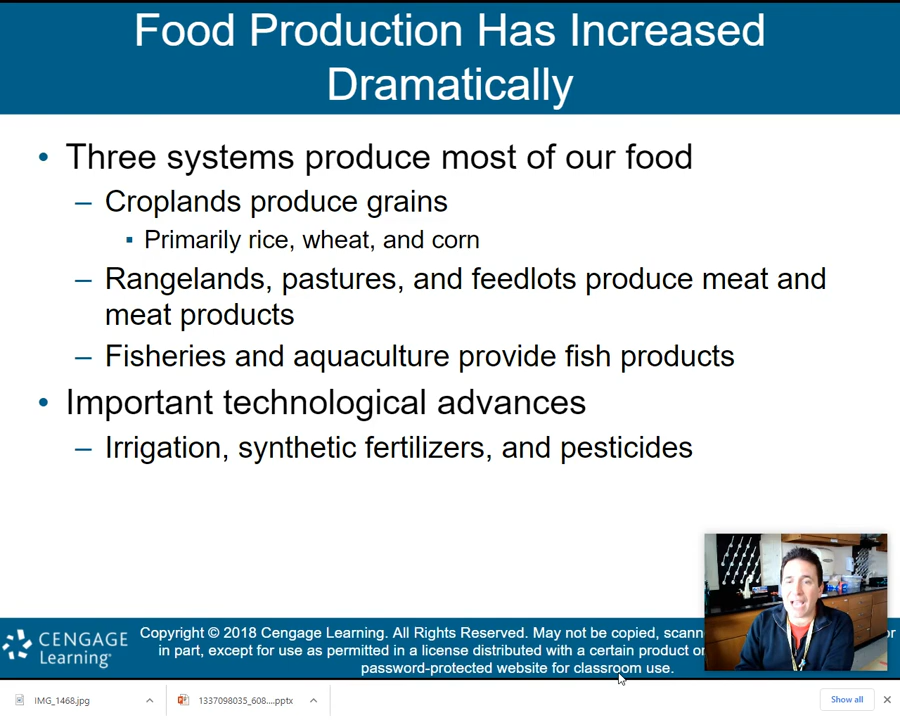 Food Production Has Increased
Dramatically
• Three systems produce most of our food
– Croplands produce grains
▪ Primarily rice, wheat, and corn
– Rangelands, pastures, and feedlots produce meat and
meat products
– Fisheries and aquaculture provide fish products
• Important technological advances
– Irrigation, synthetic fertilizers, and pesticides
CENGAGE
Learning®
Copyright © 2018 Cengage Learning. All Rights Reserved. May not be copied,
in part, except for use as permitted in a license distributed with a certain product
password-protected website for classroom use.
IMG_1468.jpg
1337098035_608....pptx
Show all